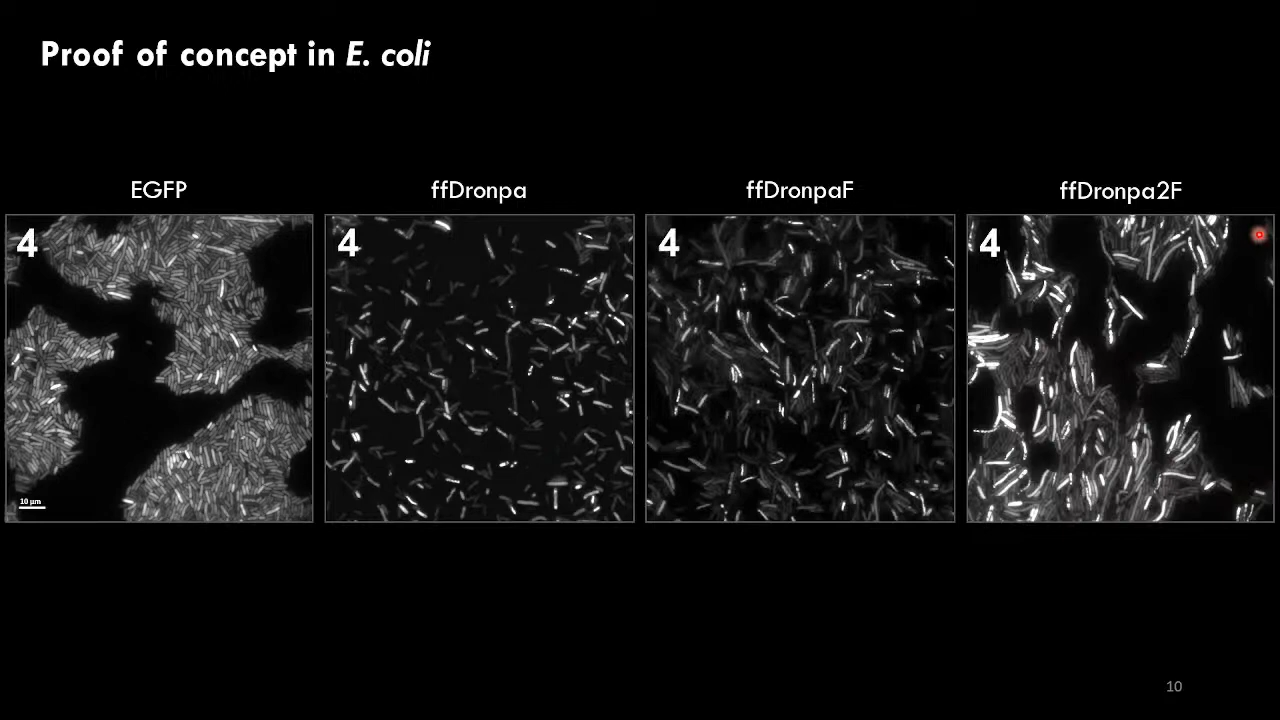 Proof of concept in E. coli
EGFP
ffDronpa
ffDronpaF
ffDronpa2F
4
4
4
4
10 µm
10